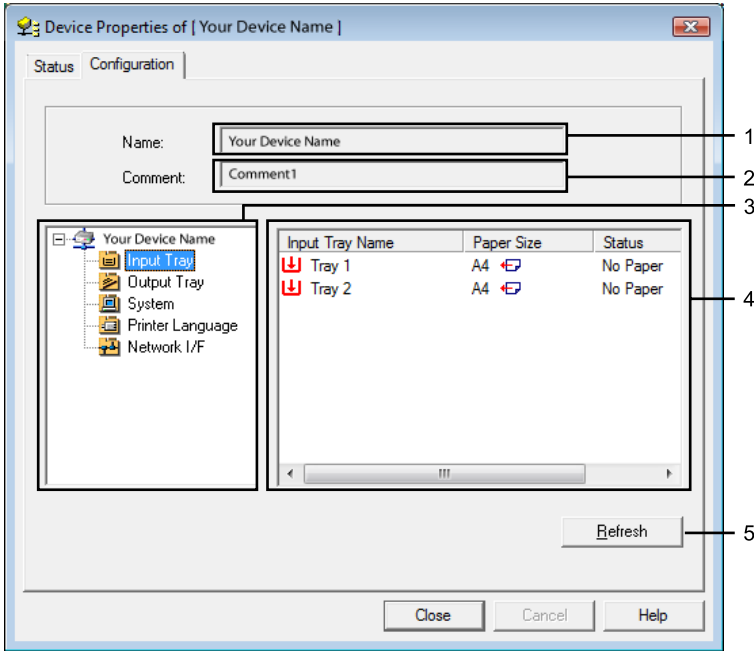 Device Properties of [ Your Device Name ]
Status Configuration
Name: Your Device Name 1
Comment: Comment1 2
3
Your Device Name
Input Tray
Output Tray
System
Printer Language
Network I/F
Input Tray Name Paper Size Status
Tray 1 A4 No Paper
Tray 2 A4 No Paper
4
Refresh 5
Close Cancel Help